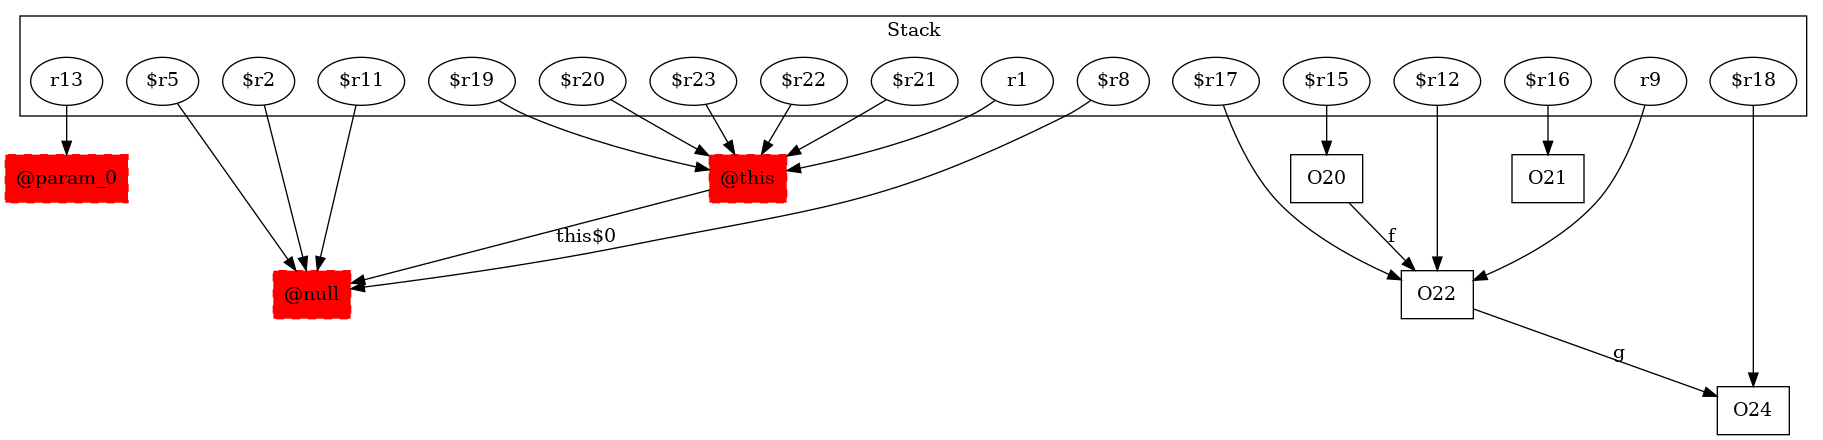 Stack
r13 $r5 $r2 $r11 $r19 $r20 $r23 $r22 $r21 r1 $r8 $r17 $r15 $r12 $r16 r9 $r18
@param_0 @this O20 O21
this$0 f
@null O22
g
O24